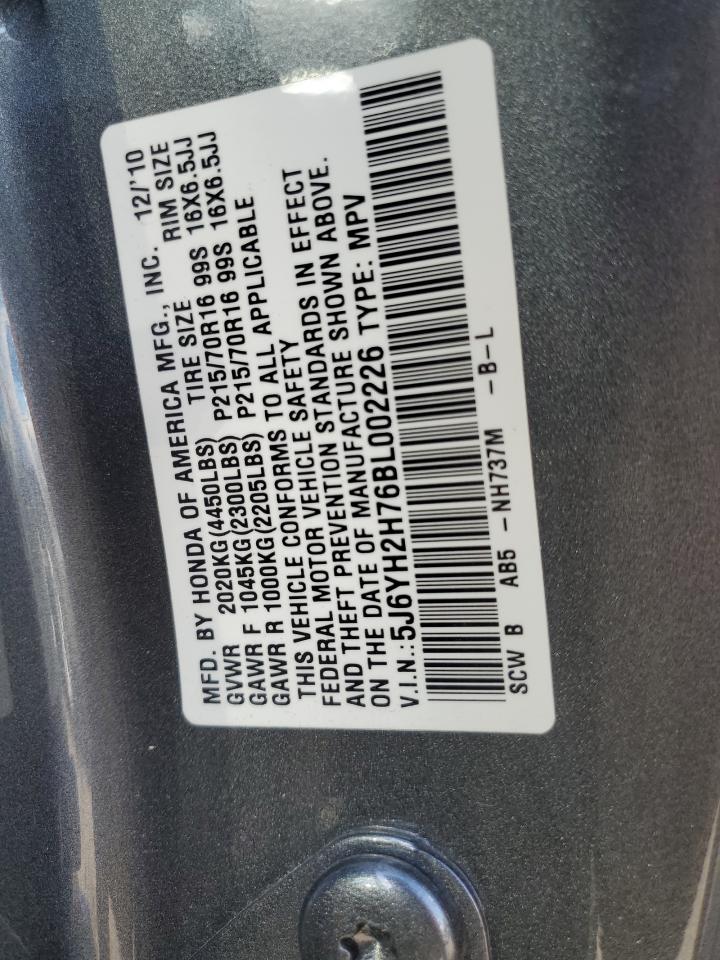 MFD. BY HONDA OF AMERICA MFG., INC. 12/'10
GVWR 2020KG(4450LBS) TIRE SIZE RIM SIZE
GAWR F 1045KG(2300LBS) P215/70R16 99S 16X6.5JJ
GAWR R 1000KG(2205LBS) P215/70R16 99S 16X6.5JJ
THIS VEHICLE CONFORMS TO ALL APPLICABLE
FEDERAL MOTOR VEHICLE SAFETY
AND THEFT PREVENTION STANDARDS IN EFFECT
ON THE DATE OF MANUFACTURE SHOWN ABOVE.
V.I.N.:5J6YH2H76BL002226 TYPE: MPV
SCW B AB5 -NH737M -B-L